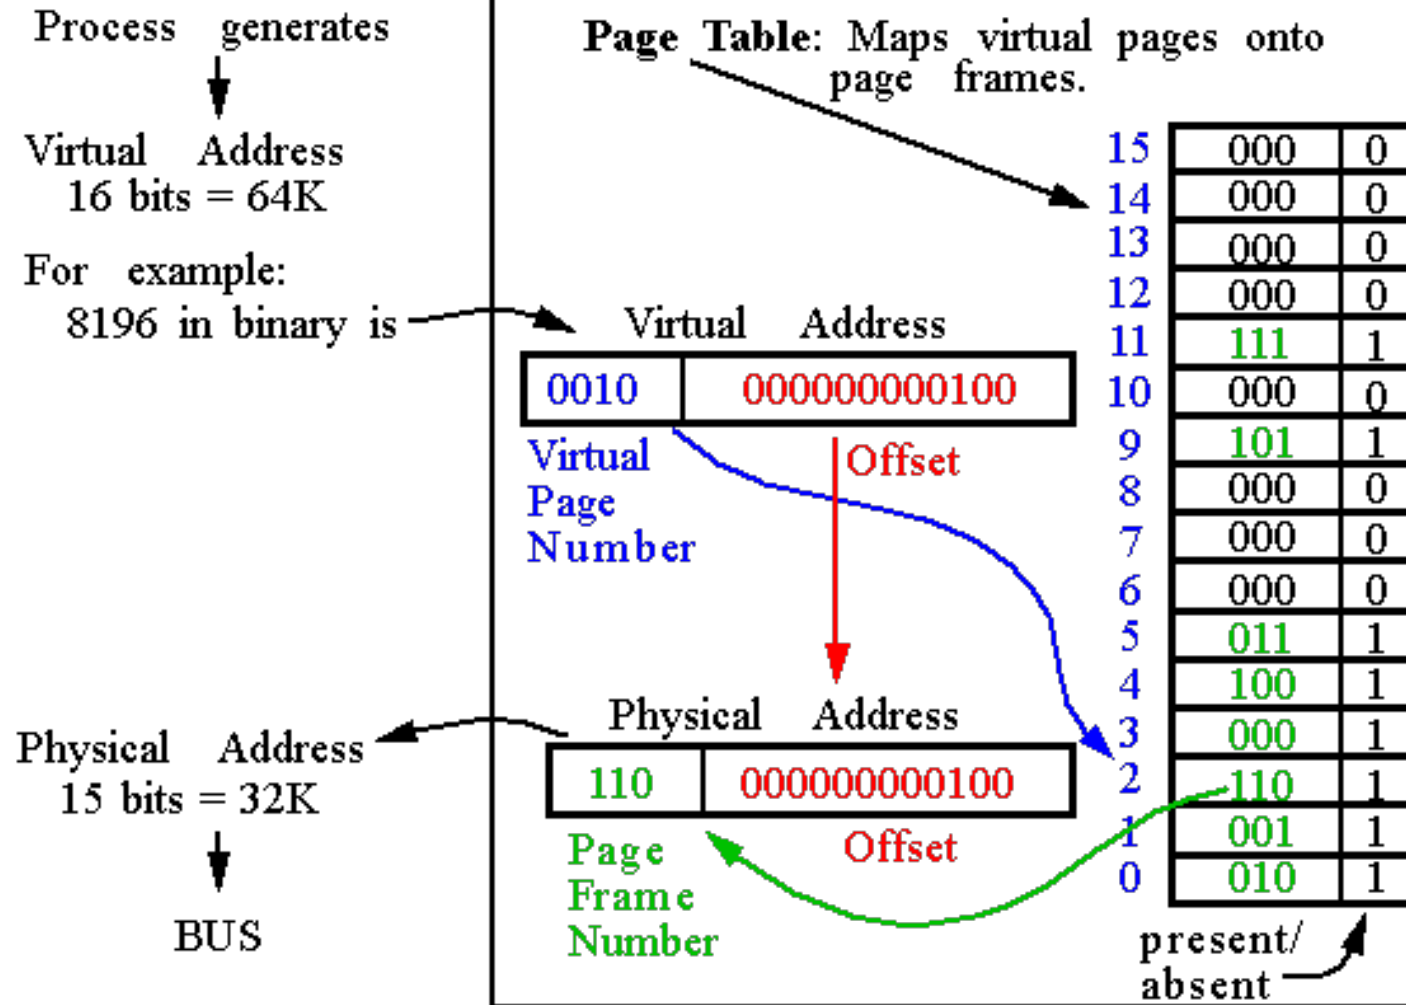 Process generates
Virtual Address
16 bits = 64K
For example:
8196 in binary is
Physical Address
15 bits = 32K
BUS
Page Table: Maps virtual pages onto
page frames.
Virtual Address
0010 000000000100
Virtual
Page
Number
Offset
Physical Address
110 000000000100
Page
Frame
Number
Offset
15 000 0
14 000 0
13 000 0
12 000 0
11 111 1
10 000 0
9 101 1
8 000 0
7 000 0
6 000 0
5 011 1
4 100 1
3 000 1
2 110 1
1 001 1
0 010 1
present/
absent